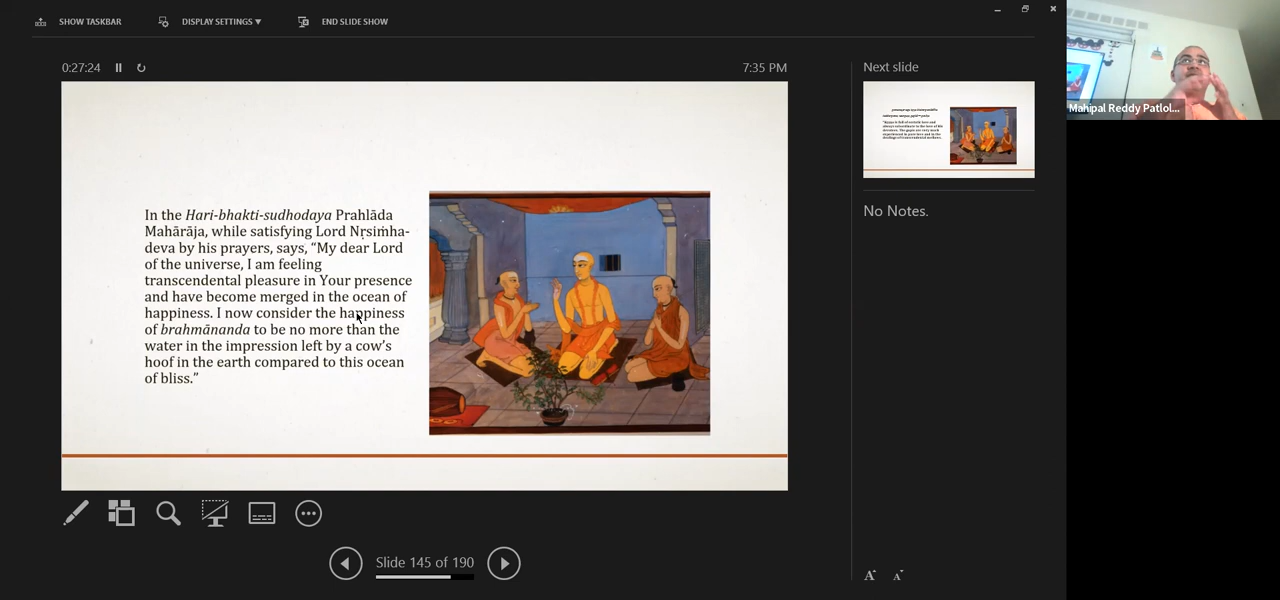 SHOW TASKBAR
DISPLAY SETTINGS ▼
END SLIDE SHOW
0:27:24
7:35 PM
In the Hari-bhakti-sudhodaya Prahlāda
Mahārāja, while satisfying Lord Nṛsiṁha-
deva by his prayers, says, “My dear Lord
of the universe, I am feeling
transcendental pleasure in Your presence
and have become merged in the ocean of
happiness. I now consider the happiness
of brahmānanda to be no more than the
water in the impression left by a cow’s
hoof in the earth compared to this ocean
of bliss.”
Slide 145 of 190
Next slide
No Notes.
A
A
Mahipal Reddy Patlol...